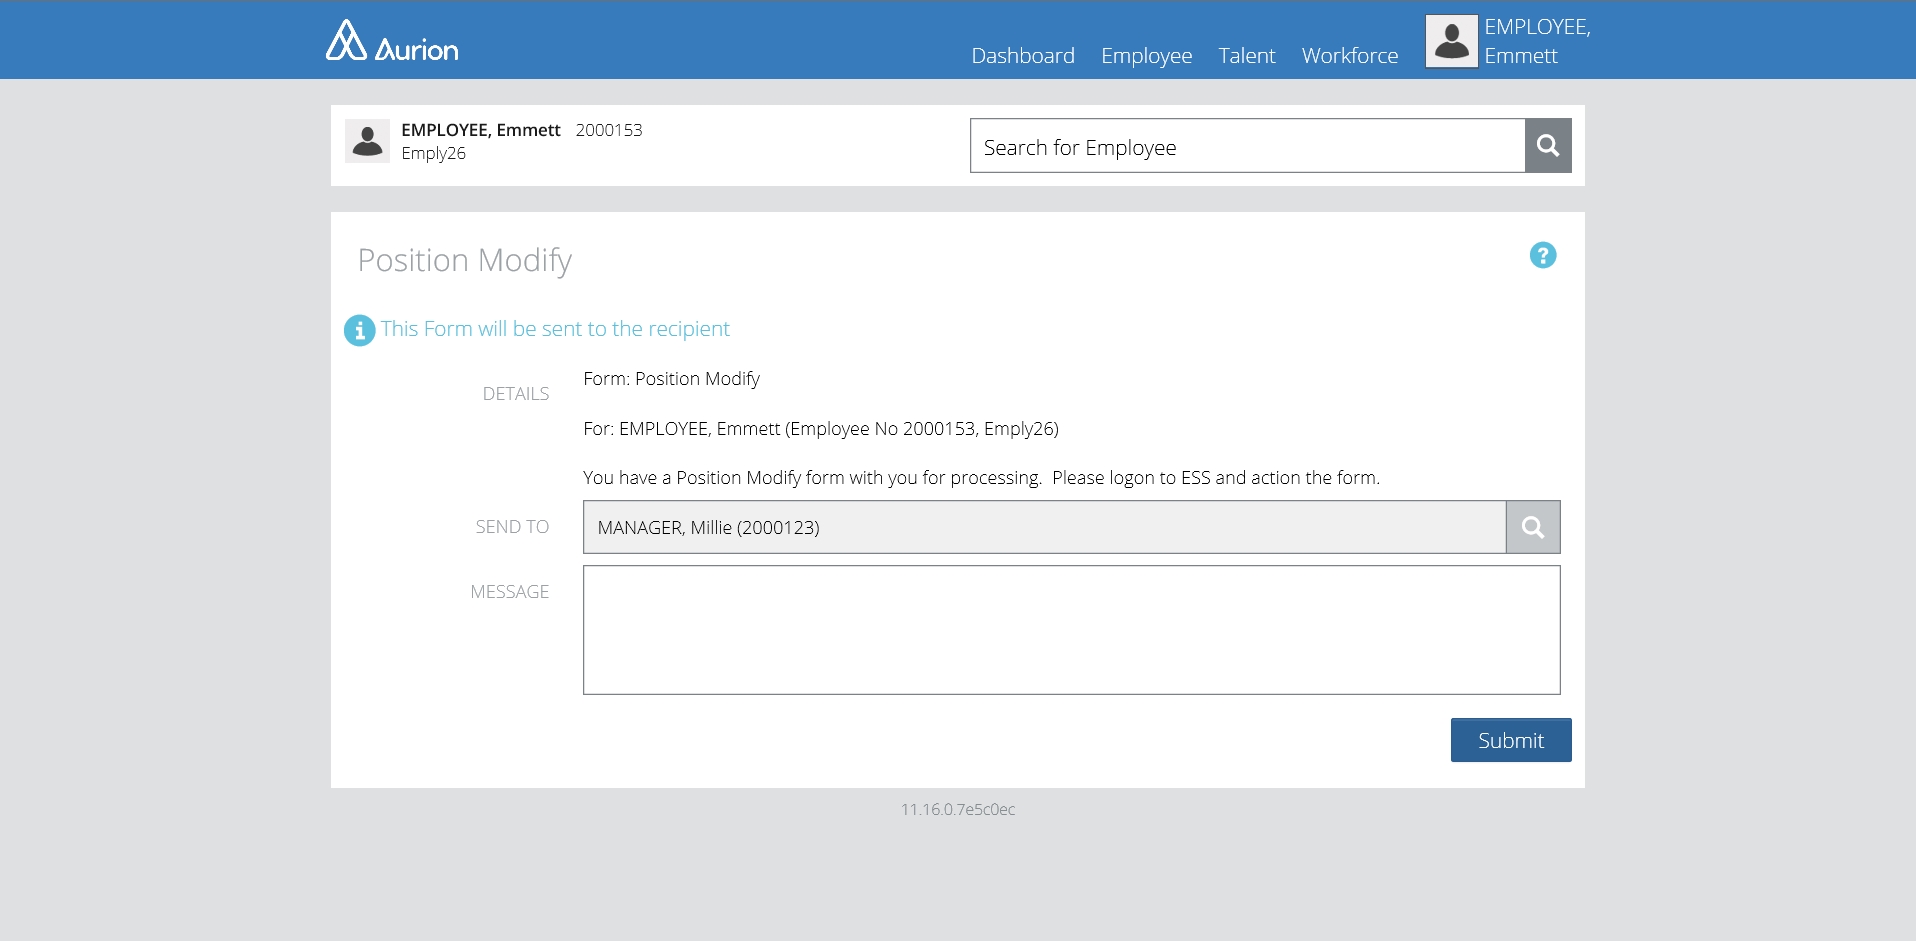 Aurion
Dashboard Employee Talent Workforce
EMPLOYEE,
Emmett
EMPLOYEE, Emmett 2000153
Emply26
Search for Employee
Position Modify
?
This Form will be sent to the recipient
DETAILS
Form: Position Modify
For: EMPLOYEE, Emmett (Employee No 2000153, Emply26)
You have a Position Modify form with you for processing.  Please logon to ESS and action the form.
SEND TO
MANAGER, Millie (2000123)
MESSAGE
Submit
11.16.0.7e5c0ec